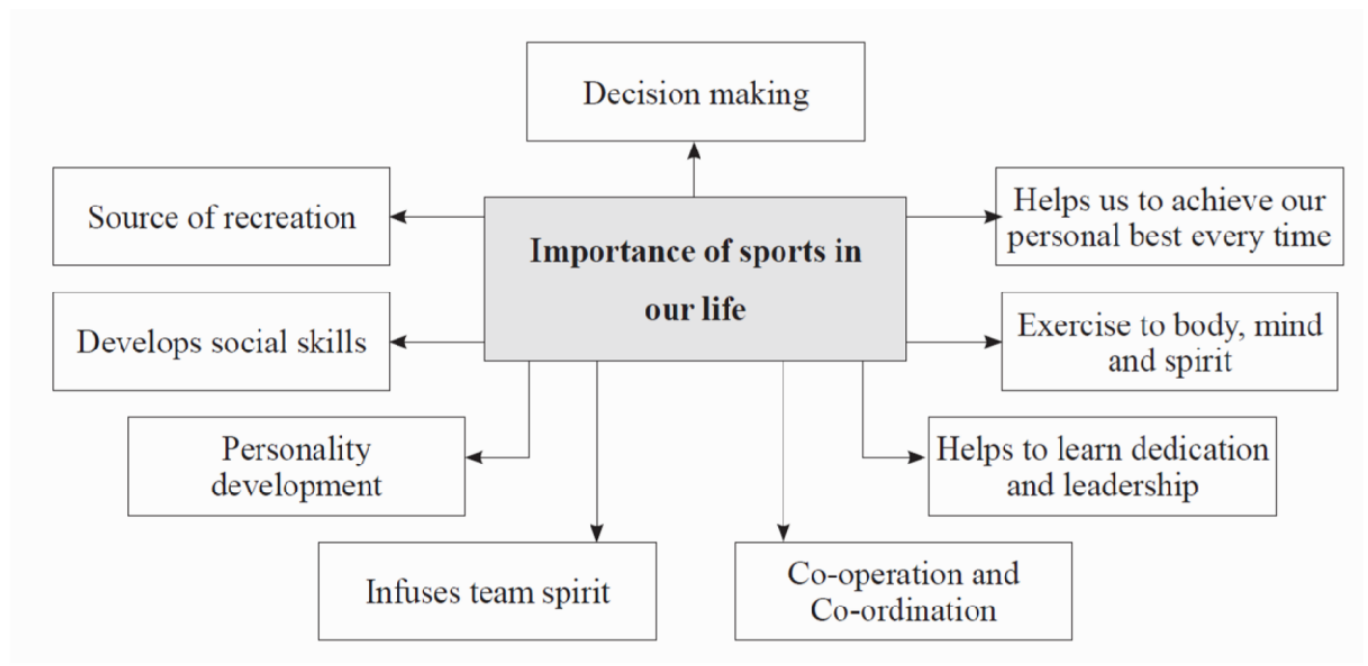 Decision making
Source of recreation
Importance of sports in
our life
Helps us to achieve our
personal best every time
Develops social skills
Exercise to body, mind
and spirit
Personality
development
Helps to learn dedication
and leadership
Infuses team spirit
Co-operation and
Co-ordination